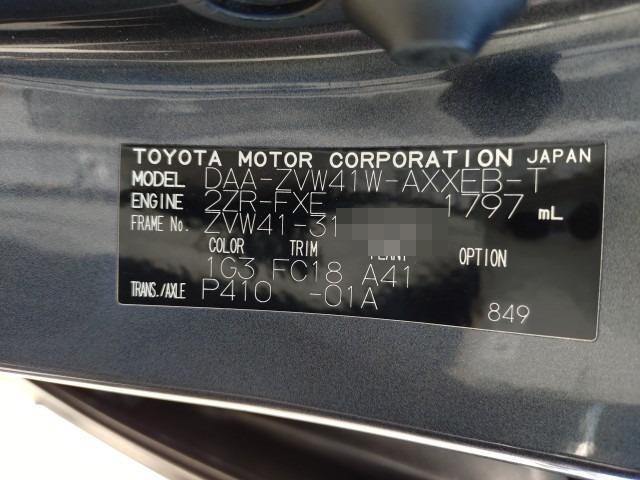 TOYOTA MOTOR CORPORATION JAPAN
MODEL DAA-ZVW41W-AXXEB-T
ENGINE 2ZR-FXE 1797 mL
FRAME No. ZVW41-31
COLOR TRIM PLANT OPTION
1G3 FC18 A41
TRANS./AXLE P410 -01A
849